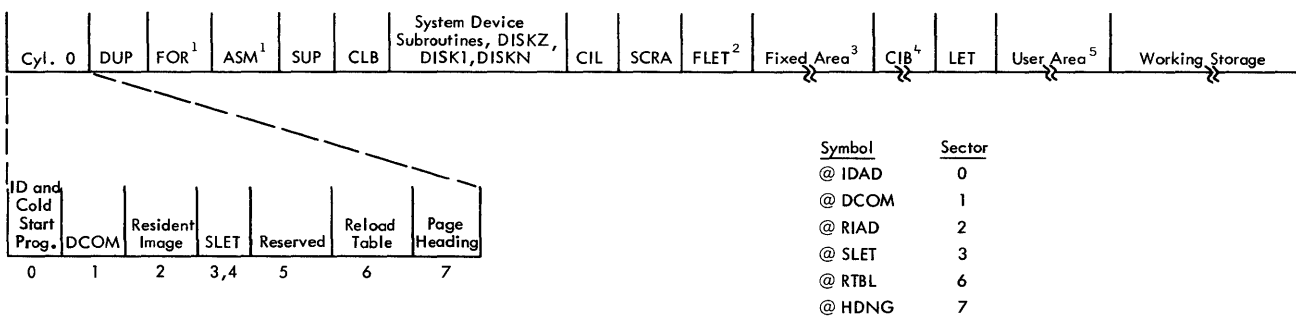 System Device
Subroutines, DISKZ,
DISK1,DISKN
Cyl. 0 DUP FOR¹ ASM¹ SUP CLB CIL SCRA FLET² Fixed Area³ CIB⁴ LET User Area⁵ Working Storage
ID and
Cold
Start
Prog. DCOM Resident
Image SLET Reserved Reload
Table Page
Heading
0 1 2 3,4 5 6 7
Symbol Sector
@ IDAD 0
@ DCOM 1
@ RIAD 2
@ SLET 3
@ RTBL 6
@ HDNG 7